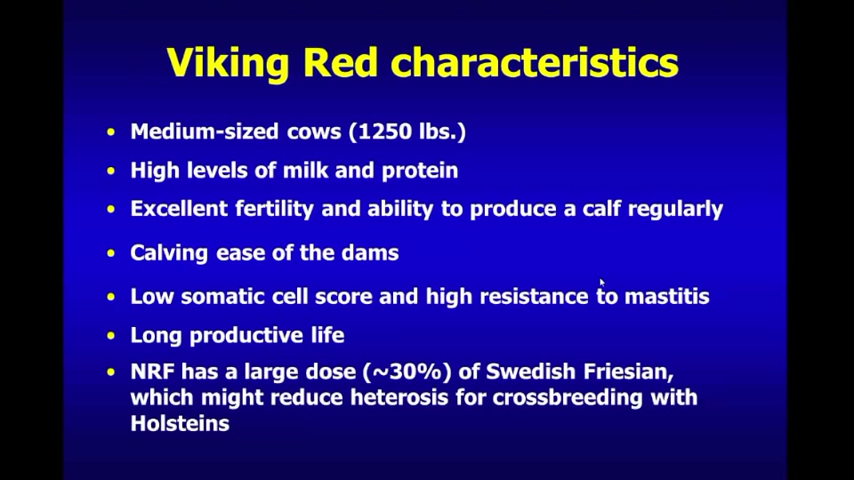 Viking Red characteristics
• Medium-sized cows (1250 lbs.)
• High levels of milk and protein
• Excellent fertility and ability to produce a calf regularly
• Calving ease of the dams
• Low somatic cell score and high resistance to mastitis
• Long productive life
• NRF has a large dose (~30%) of Swedish Friesian,
which might reduce heterosis for crossbreeding with
Holsteins